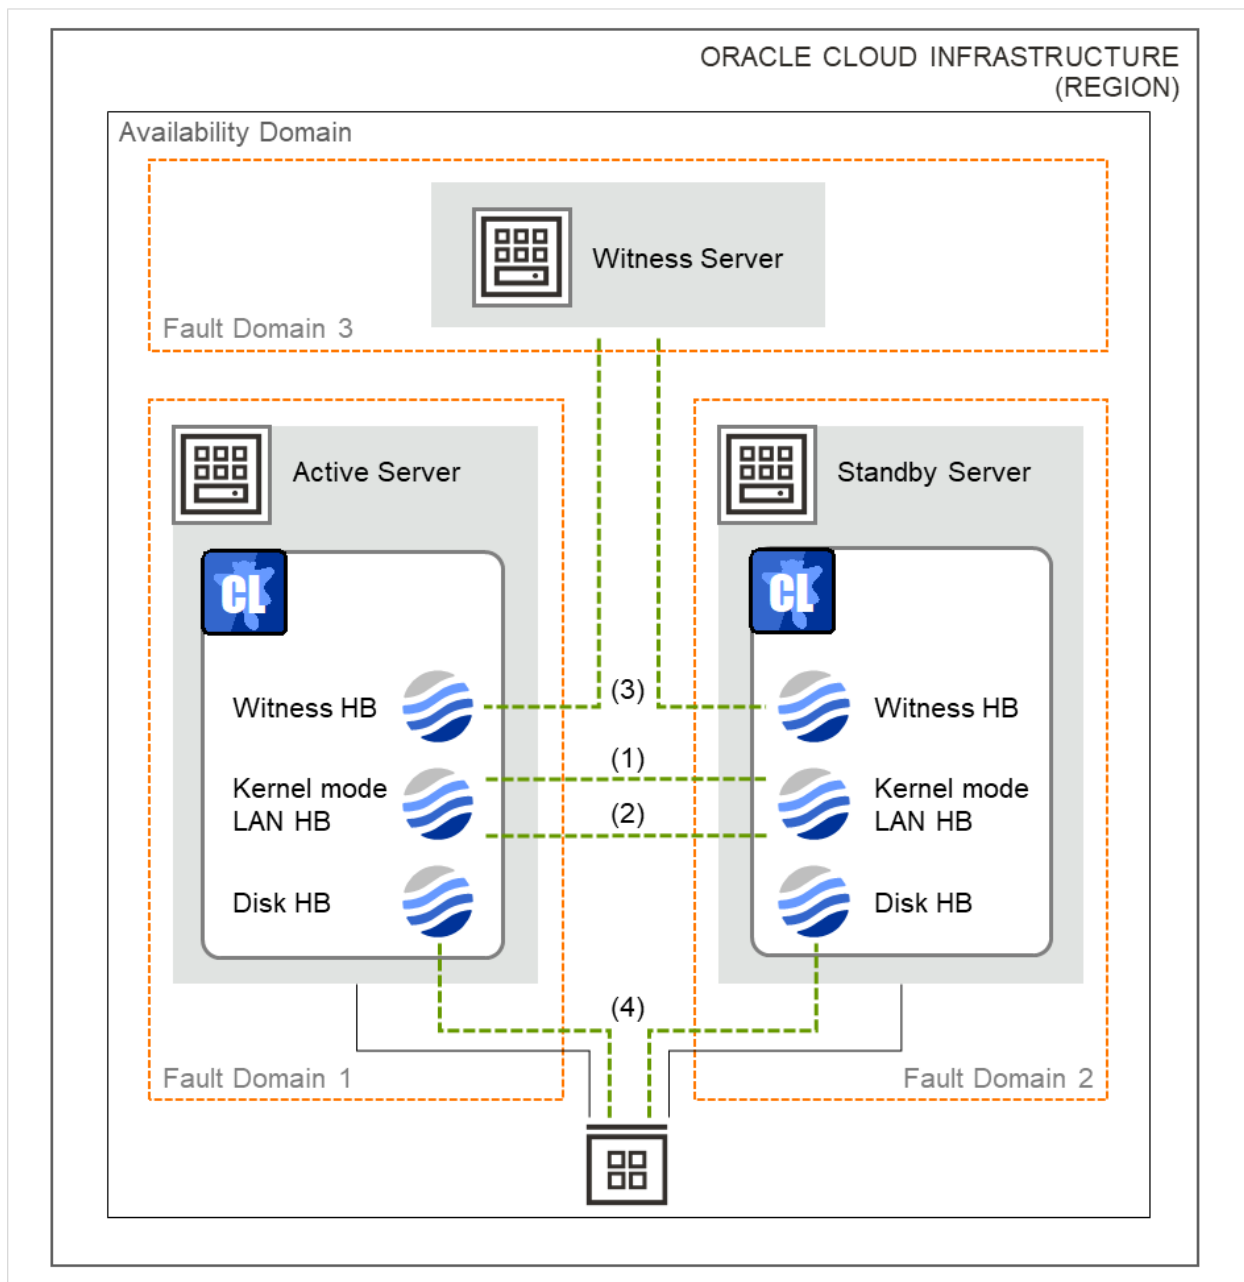 ORACLE CLOUD INFRASTRUCTURE
(REGION)
Availability Domain
Witness Server
Fault Domain 3
Active Server
Standby Server
CL
CL
Witness HB
(3)
Witness HB
(1)
Kernel mode
LAN HB
(2)
Kernel mode
LAN HB
Disk HB
Disk HB
(4)
Fault Domain 1
Fault Domain 2